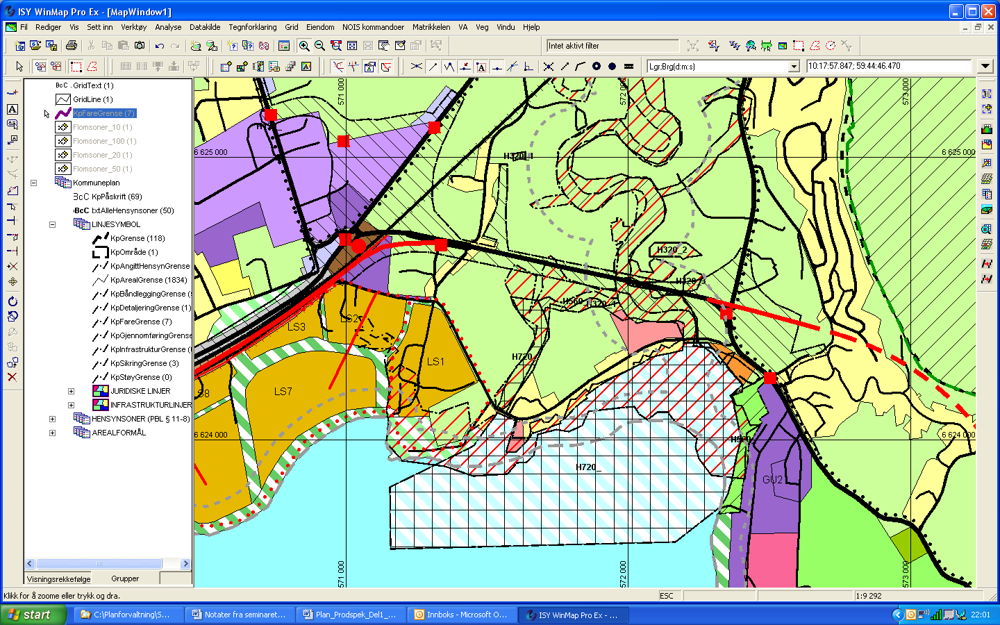 ISY WinMap Pro Ex - [MapWindow1]
Fil Rediger Vis Sett inn Verktøy Analyse Datakilde Tegnforklaring Grid Eiendom NOIS kommandoer Matrikkelen VA Veg Vindu Hjelp
Intet aktivt filter
Lgr;Brg(d:m:s)
10:17:57.847; 59:44:46.470
BcC GridText (1)
GridLine (1)
KpFareGrense (7)
Flomsoner_10 (1)
Flomsoner_100 (1)
Flomsoner_20 (1)
Flomsoner_50 (1)
Kommuneplan
BcC KpPåskrift (69)
BcC txtAlleHensynsoner (50)
LINJESYMBOL
KpGrense (118)
KpOmråde (1)
KpAngittHensynGrense
KpArealGrense (1834)
KpBåndleggingGrense (
KpDetaljeringGrense (1)
KpFareGrense (7)
KpGjennomføringGrense
KpInfrastrukturGrense (
KpSikringGrense (3)
KpStøyGrense (0)
JURIDISKE LINJER
INFRASTRUKTURLINJER
HENSYNSONER (PBL § 11-8)
AREALFORMÅL
Visningsrekkefølge
Grupper
571 000
572 000
573 000
6 625 000
6 625 000
H320_1
H320_2
H720
LS3
LS2
LS1
LS7
S8
6 624 000
6 624 000
H720_
GU2
571 000
572 000
573 000
Klikk for å zoome eller trykk og dra.
ESC
1:9 292
start
C:\Planforvaltning\S...
Notater fra seminaret...
Plan_Prodspek_Del1_...
Innboks - Microsoft O...
ISY WinMap Pro Ex - ...
22:01